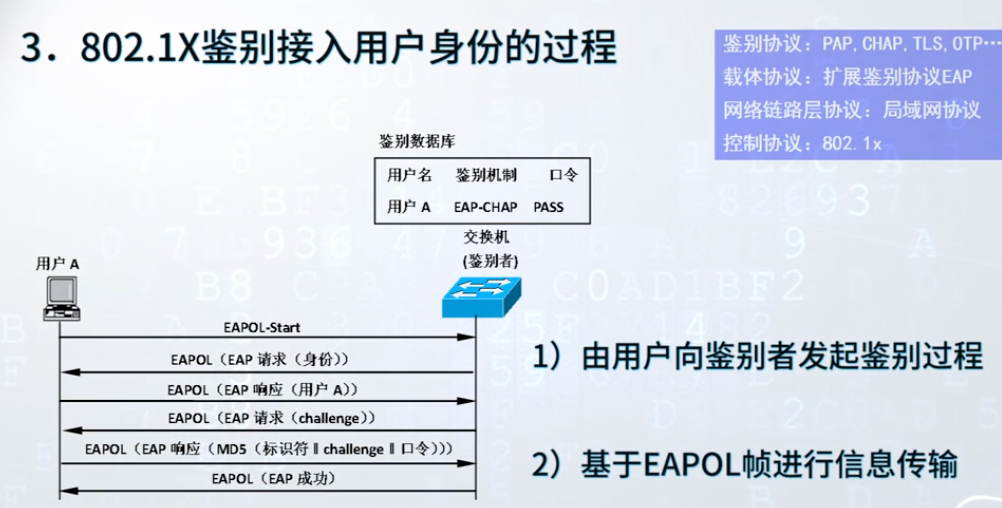 3. 802.1X鉴别接入用户身份的过程
鉴别协议：PAP,CHAP,TLS,OTP…
载体协议：扩展鉴别协议EAP
网络链路层协议：局域网协议
控制协议：802.1x
鉴别数据库
用户名 鉴别机制 口令
用户 A EAP-CHAP PASS
交换机
(鉴别者)
用户 A
EAPOL-Start
EAPOL（EAP 请求（身份））
EAPOL（EAP 响应（用户 A））
EAPOL（EAP 请求（challenge））
EAPOL（EAP 响应（MD5（标识符 ‖ challenge ‖ 口令）））
EAPOL（EAP 成功）
1）由用户向鉴别者发起鉴别过程
2）基于EAPOL帧进行信息传输